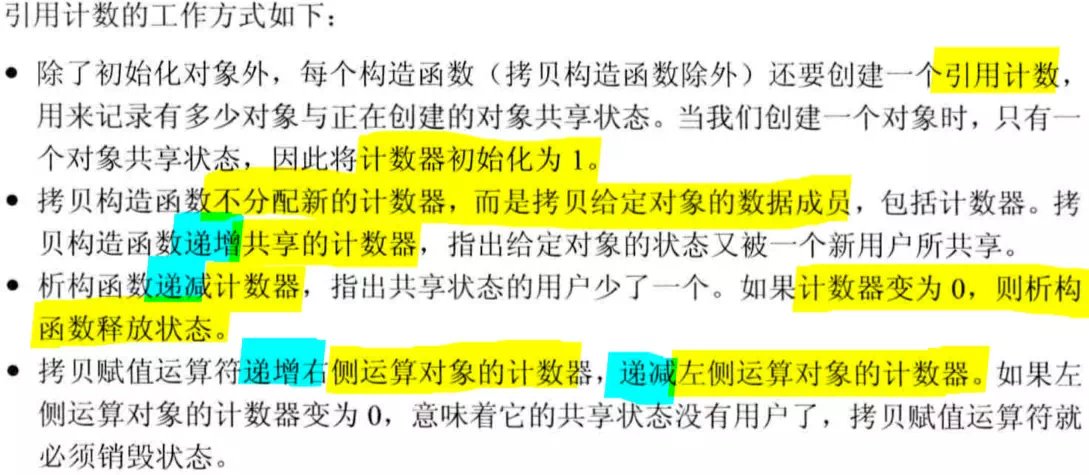 引用计数的工作方式如下：
● 除了初始化对象外，每个构造函数（拷贝构造函数除外）还要创建一个引用计数，
用来记录有多少对象与正在创建的对象共享状态。当我们创建一个对象时，只有一
个对象共享状态，因此将计数器初始化为 1。
● 拷贝构造函数不分配新的计数器，而是拷贝给定对象的数据成员，包括计数器。拷
贝构造函数递增共享的计数器，指出给定对象的状态又被一个新用户所共享。
● 析构函数递减计数器，指出共享状态的用户少了一个。如果计数器变为 0，则析构
函数释放状态。
● 拷贝赋值运算符递增右侧运算对象的计数器，递减左侧运算对象的计数器。如果左
侧运算对象的计数器变为 0，意味着它的共享状态没有用户了，拷贝赋值运算符就
必须销毁状态。